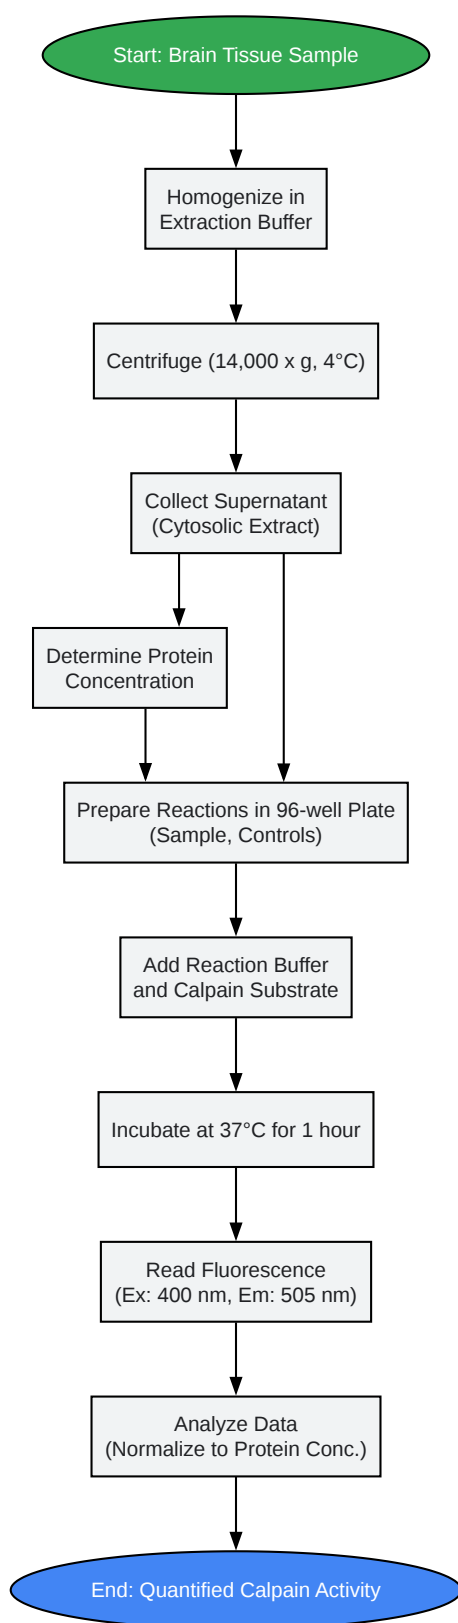 Start: Brain Tissue Sample
Homogenize in
Extraction Buffer
Centrifuge (14,000 x g, 4°C)
Collect Supernatant
(Cytosolic Extract)
Determine Protein
Concentration
Prepare Reactions in 96-well Plate
(Sample, Controls)
Add Reaction Buffer
and Calpain Substrate
Incubate at 37°C for 1 hour
Read Fluorescence
(Ex: 400 nm, Em: 505 nm)
Analyze Data
(Normalize to Protein Conc.)
End: Quantified Calpain Activity